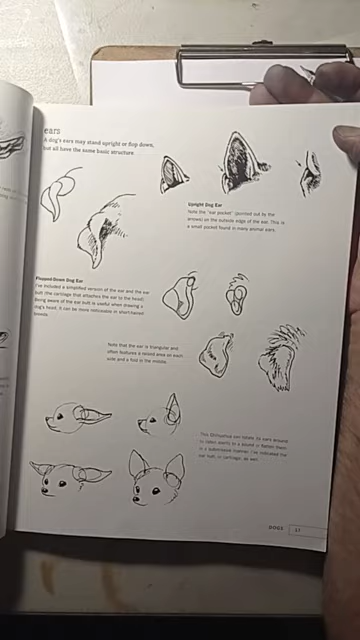 ears
A dog's ears may stand upright or flop down,
but all have the same basic structure.
Upright Dog Ear
Note the "ear pocket" (pointed out by the
arrows) on the outside edge of the ear. This is
a small pocket found in many animal ears.
Flopped-Down Dog Ear
I've included a simplified version of the ear and the ear
butt (the cartilage that attaches the ear to the head)
Being aware of the ear butt is useful when drawing a
dog's head. It can be more noticeable in short-haired
breeds.
Note that the ear is triangular and
often features a raised area on each
side and a fold in the middle.
This Chihuahua can rotate its ears around
to listen to a sound or flatten them
in a submissive manner. I've indicated the
ear butt, or cartilage, as well.
DOGS